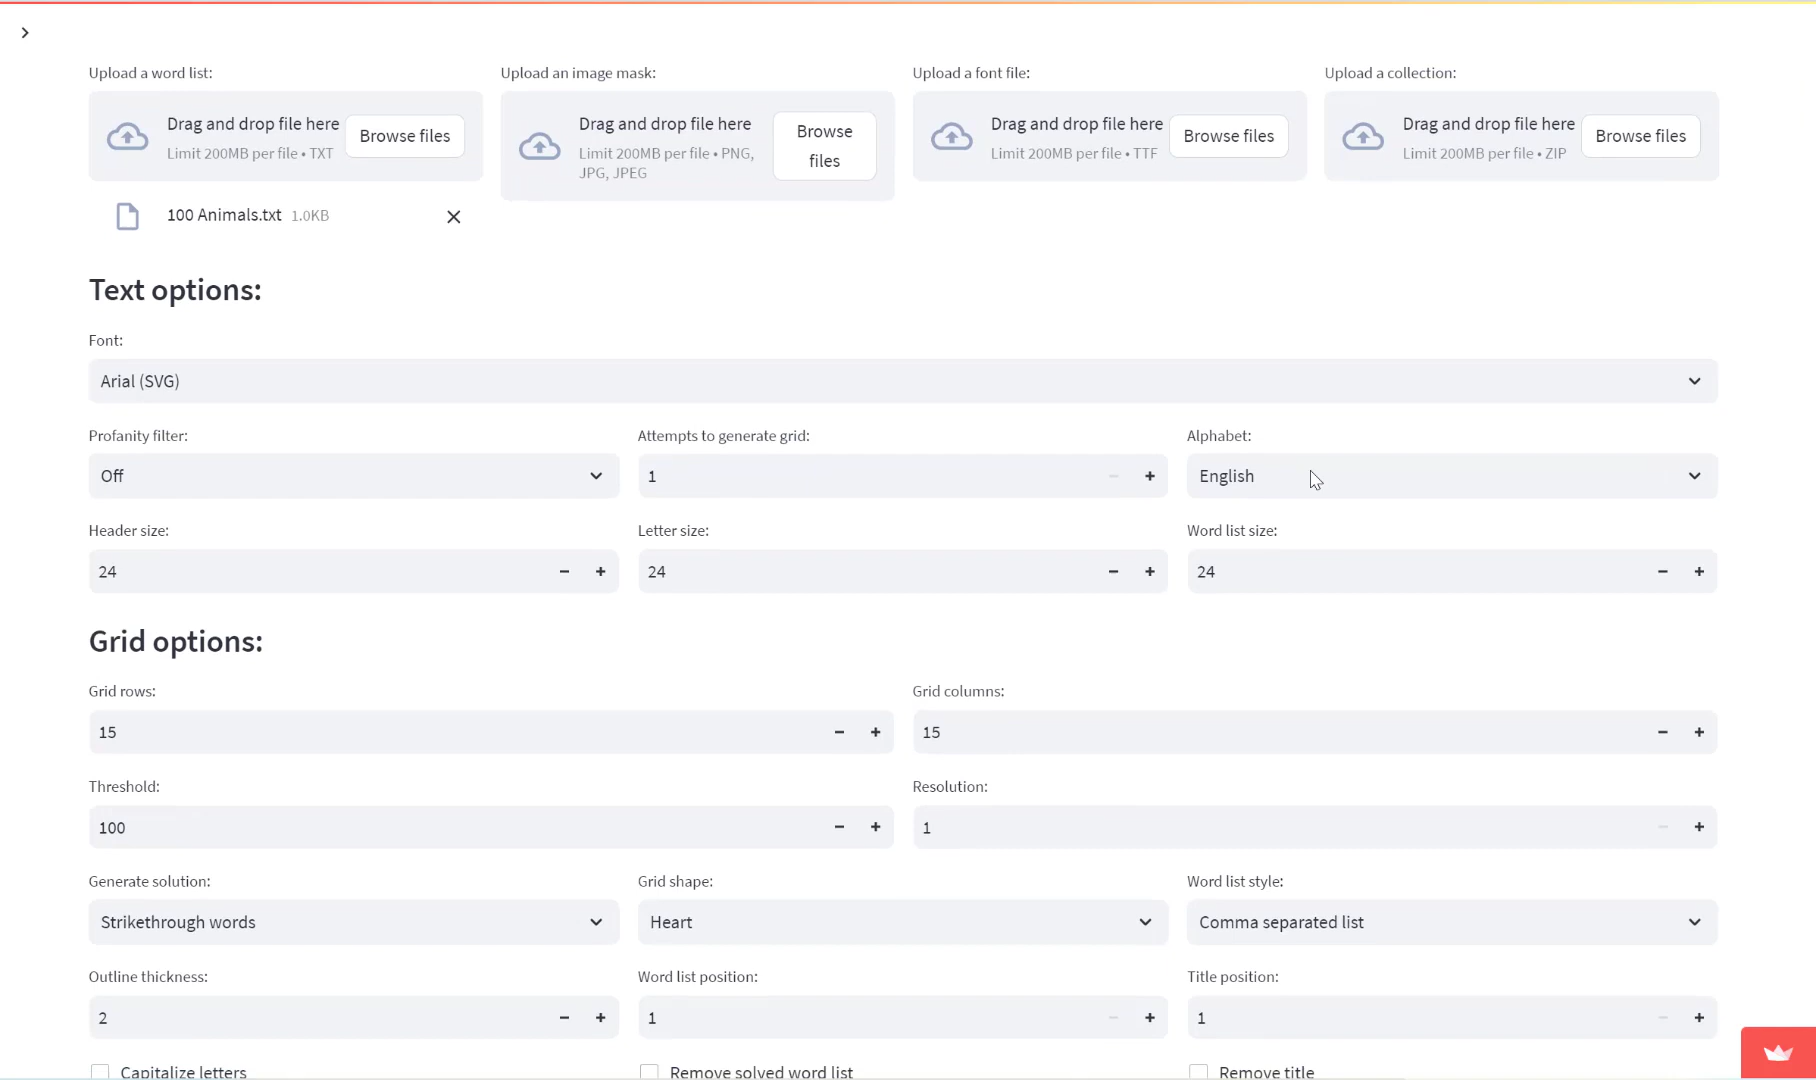 Upload a word list:
Upload an image mask:
Upload a font file:
Upload a collection:
Drag and drop file here
Limit 200MB per file • TXT
Browse files
Drag and drop file here
Limit 200MB per file • PNG,
JPG, JPEG
Browse
files
Drag and drop file here
Limit 200MB per file • TTF
Browse files
Drag and drop file here
Limit 200MB per file • ZIP
Browse files
100 Animals.txt 1.0KB
Text options:
Font:
Arial (SVG)
Profanity filter:
Attempts to generate grid:
Alphabet:
Off
1
English
Header size:
Letter size:
Word list size:
24
24
24
Grid options:
Grid rows:
Grid columns:
15
15
Threshold:
Resolution:
100
1
Generate solution:
Grid shape:
Word list style:
Strikethrough words
Heart
Comma separated list
Outline thickness:
Word list position:
Title position:
2
1
1
Capitalize letters
Remove solved word list
Remove title